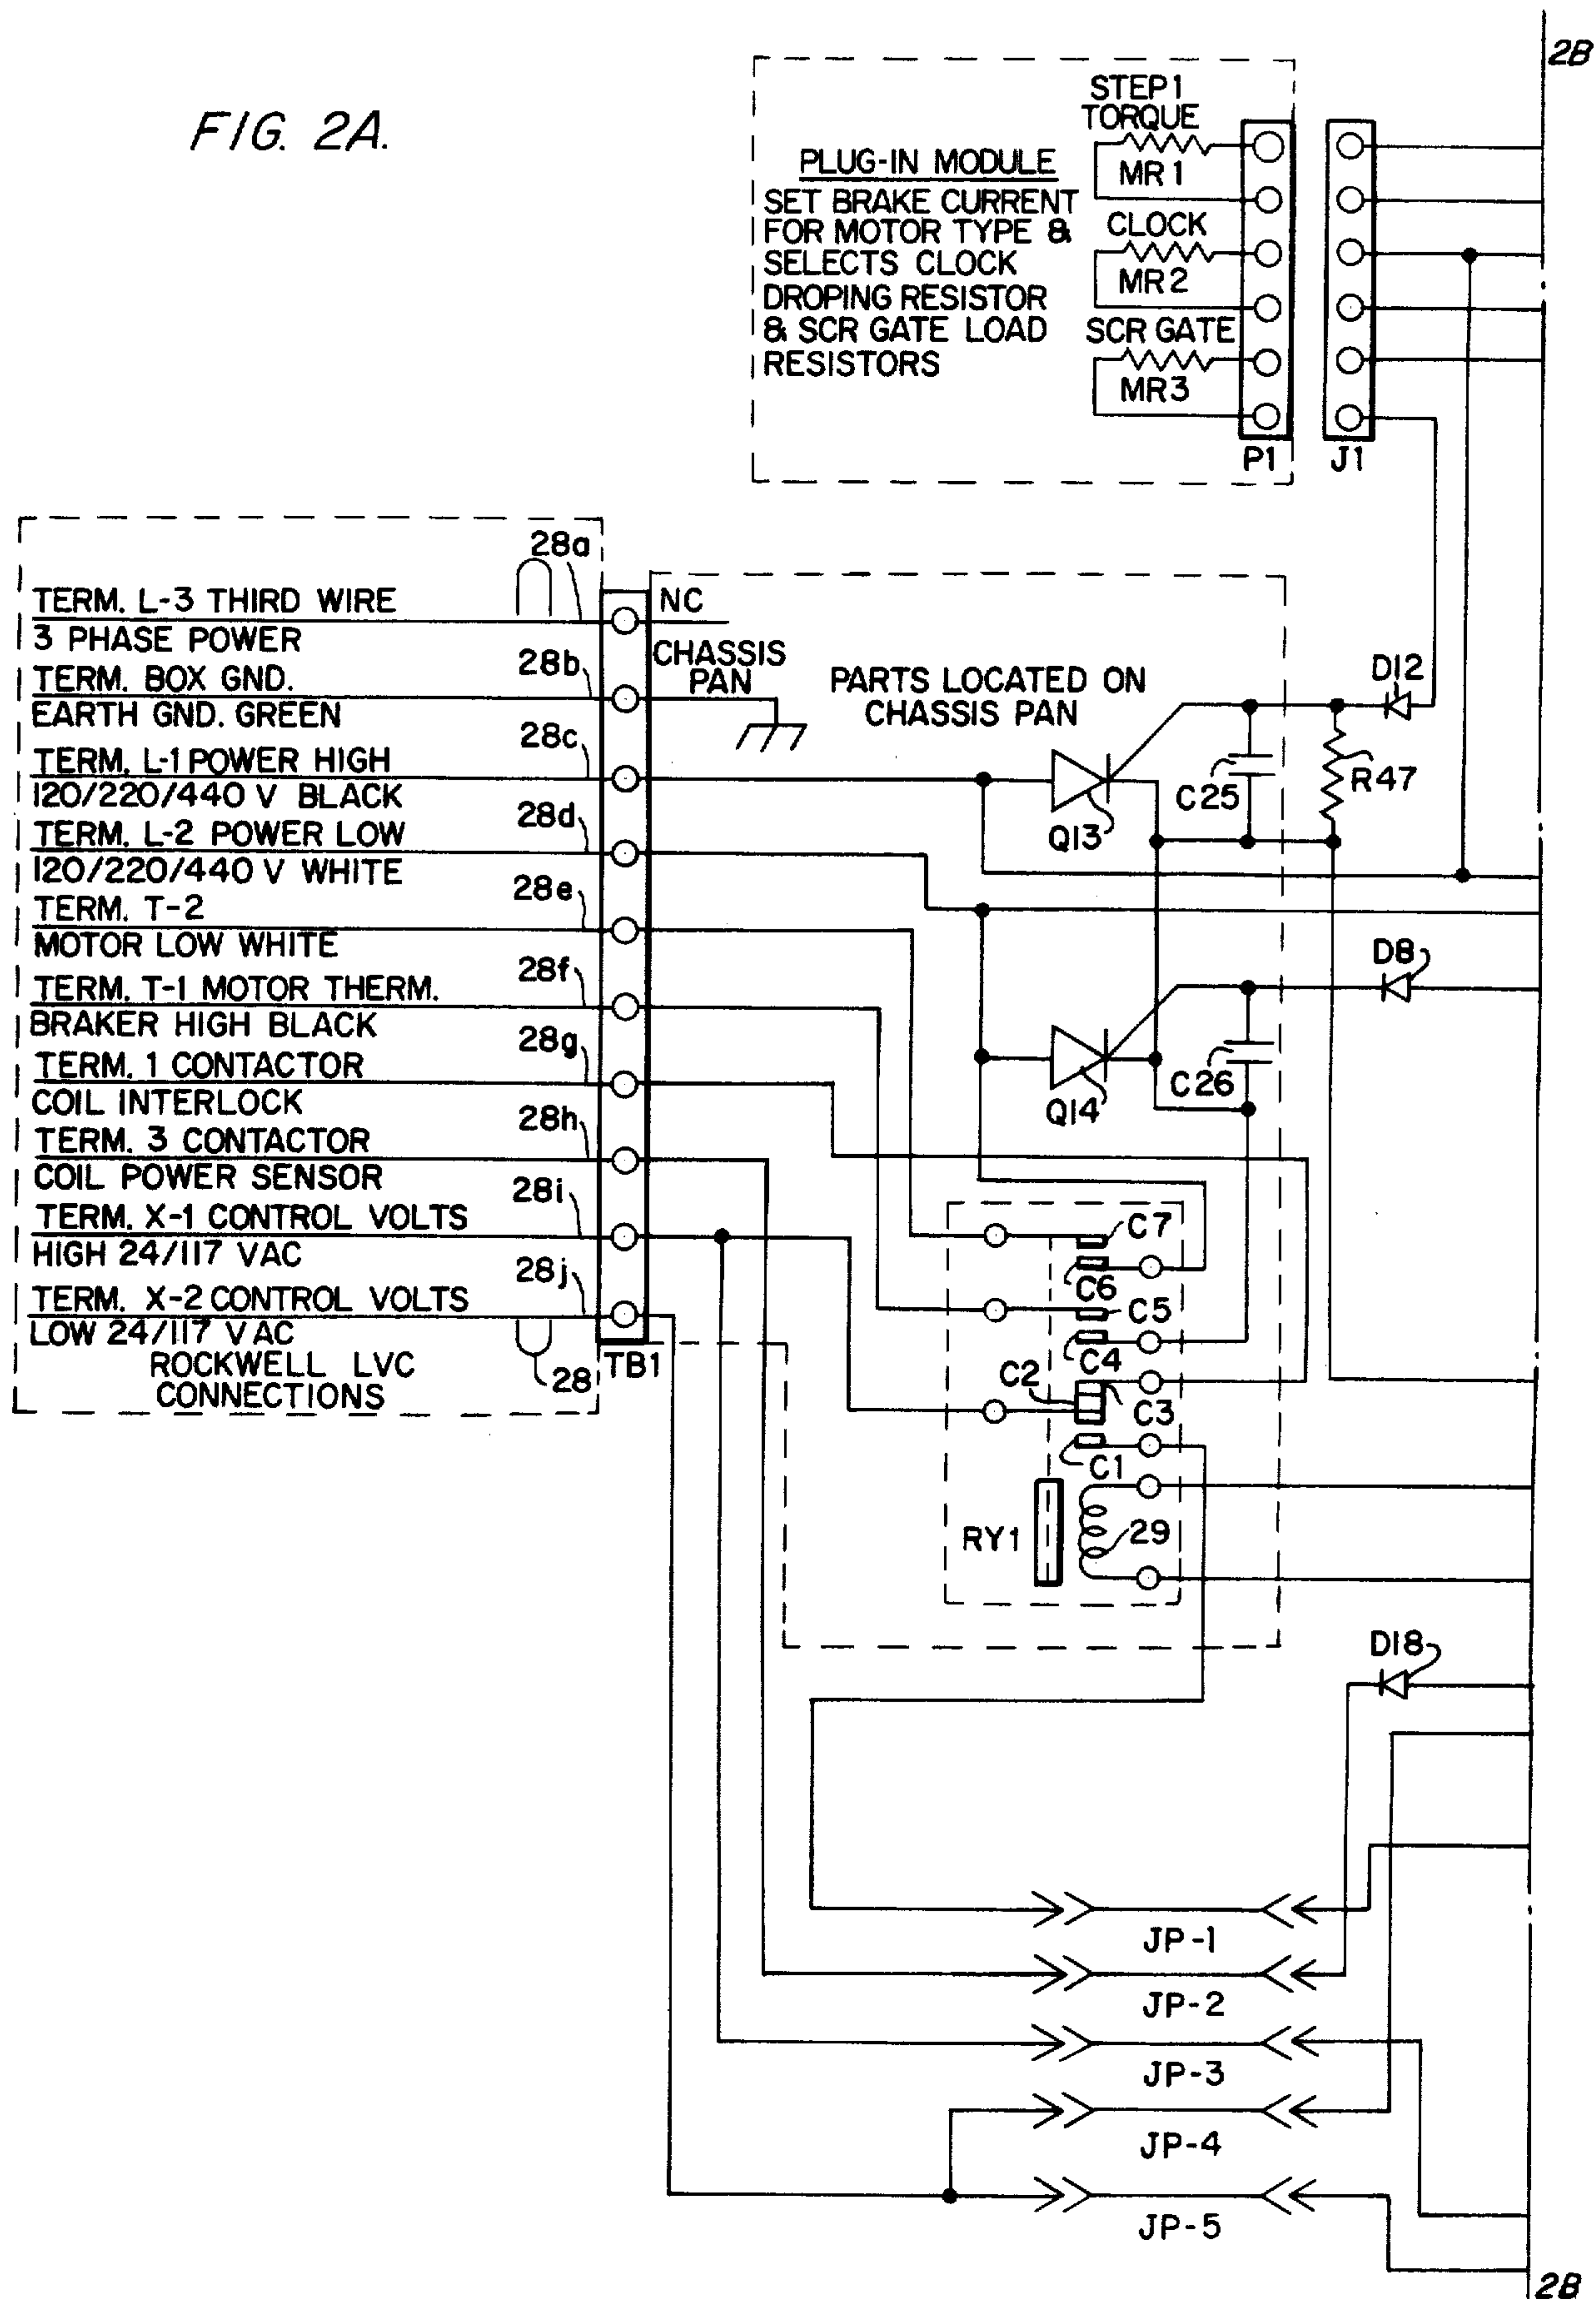 2B
FIG. 2A.
STEP 1
TORQUE
MR1
CLOCK
MR2
SCR GATE
MR3
P1
J1
PLUG-IN MODULE
SET BRAKE CURRENT
FOR MOTOR TYPE &
SELECTS CLOCK
DROPING RESISTOR
& SCR GATE LOAD
RESISTORS
28a
TERM. L-3 THIRD WIRE
3 PHASE POWER
28b
TERM. BOX GND.
EARTH GND. GREEN
28c
TERM. L-1 POWER HIGH
120/220/440 V BLACK
28d
TERM. L-2 POWER LOW
120/220/440 V WHITE
28e
TERM. T-2
MOTOR LOW WHITE
28f
TERM. T-1 MOTOR THERM.
BRAKER HIGH BLACK
28g
TERM. 1 CONTACTOR
COIL INTERLOCK
28h
TERM. 3 CONTACTOR
COIL POWER SENSOR
28i
TERM. X-1 CONTROL VOLTS
HIGH 24/117 VAC
28j
TERM. X-2 CONTROL VOLTS
LOW 24/117 VAC
ROCKWELL LVC
CONNECTIONS
28
TB1
NC
CHASSIS
PAN
PARTS LOCATED ON
CHASSIS PAN
D12
C25
R47
Q13
D8
C26
Q14
C7
C6
C5
C4
C2
C3
C1
RY1
29
D18
JP-1
JP-2
JP-3
JP-4
JP-5
2B